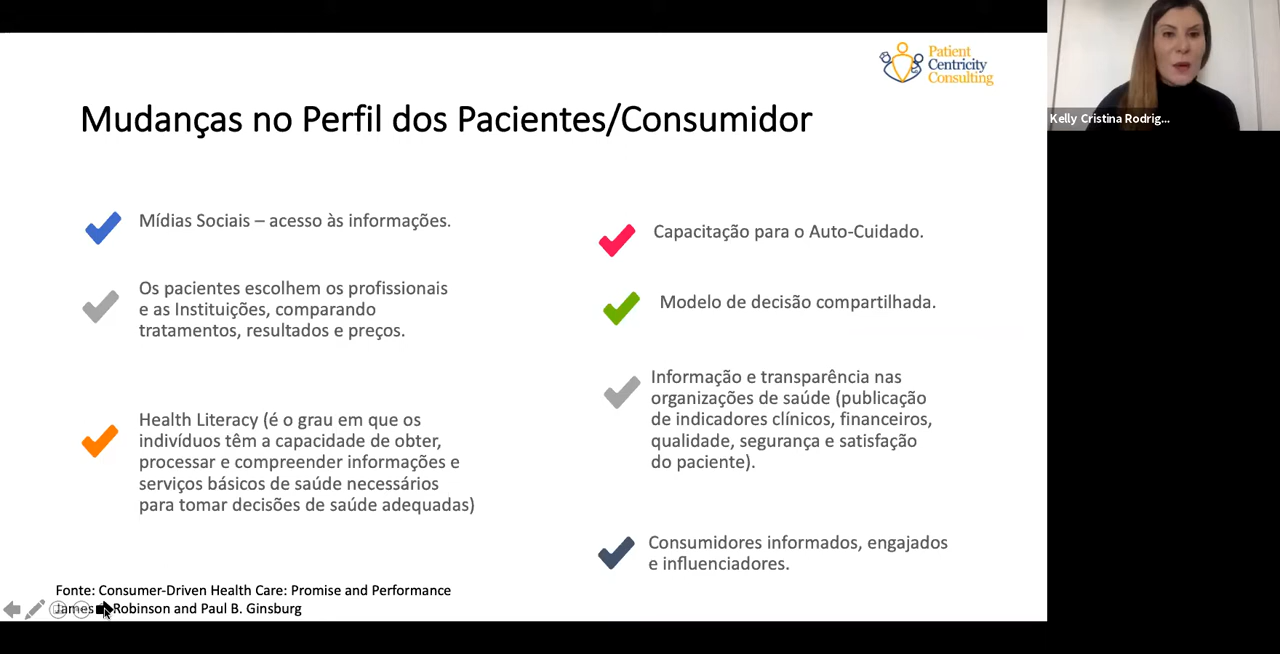 Patient
Centricity
Consulting
Mudanças no Perfil dos Pacientes/Consumidor
Kelly Cristina Rodrig...
Mídias Sociais – acesso às informações.
Os pacientes escolhem os profissionais
e as Instituições, comparando
tratamentos, resultados e preços.
Health Literacy (é o grau em que os
indivíduos têm a capacidade de obter,
processar e compreender informações e
serviços básicos de saúde necessários
para tomar decisões de saúde adequadas)
Capacitação para o Auto-Cuidado.
Modelo de decisão compartilhada.
Informação e transparência nas
organizações de saúde (publicação
de indicadores clínicos, financeiros,
qualidade, segurança e satisfação
do paciente).
Consumidores informados, engajados
e influenciadores.
Fonte: Consumer-Driven Health Care: Promise and Performance
James Robinson and Paul B. Ginsburg